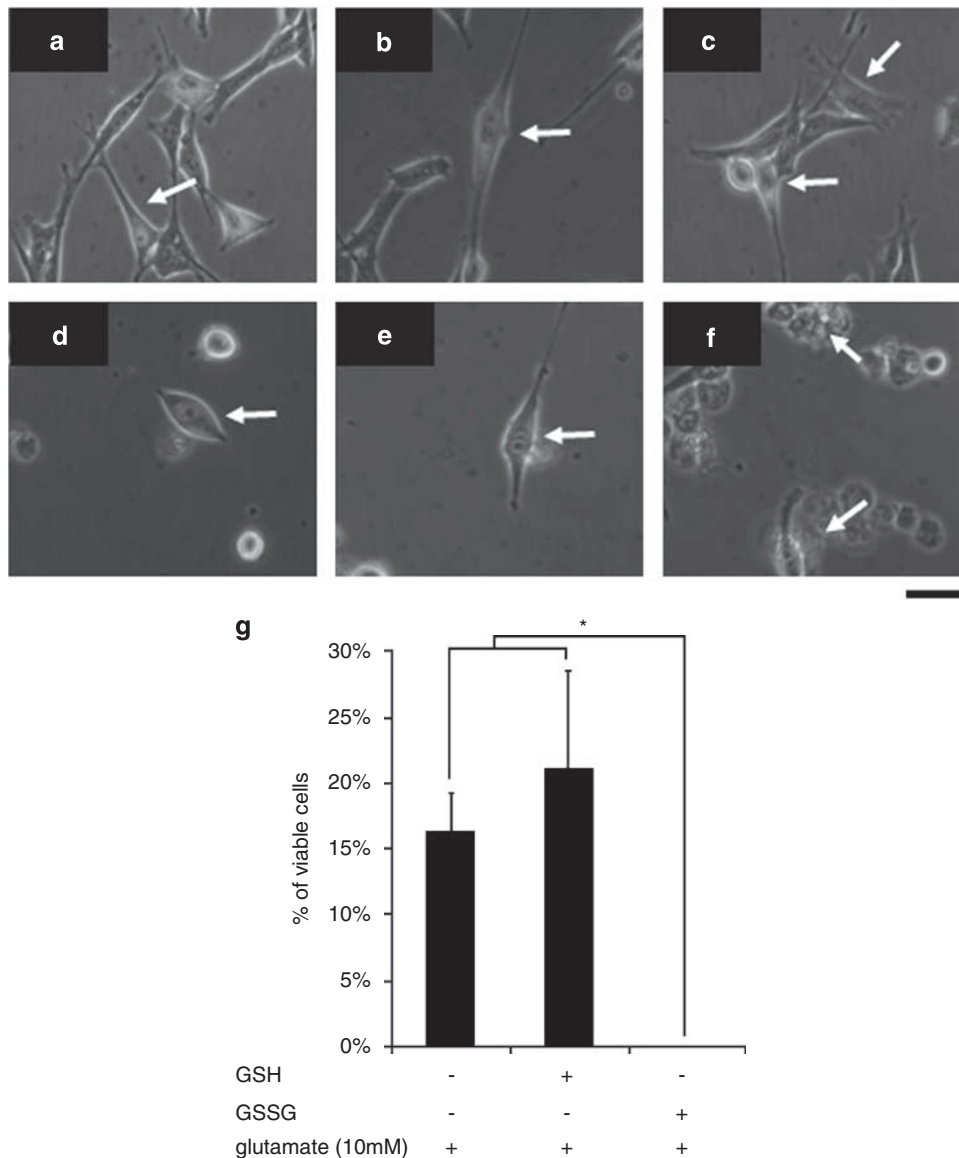 a
b
c
d
e
f
g
*
30%
25%
20%
15%
10%
5%
0%
% of viable cells
GSH - + -
GSSG - - +
glutamate (10mM) + + +